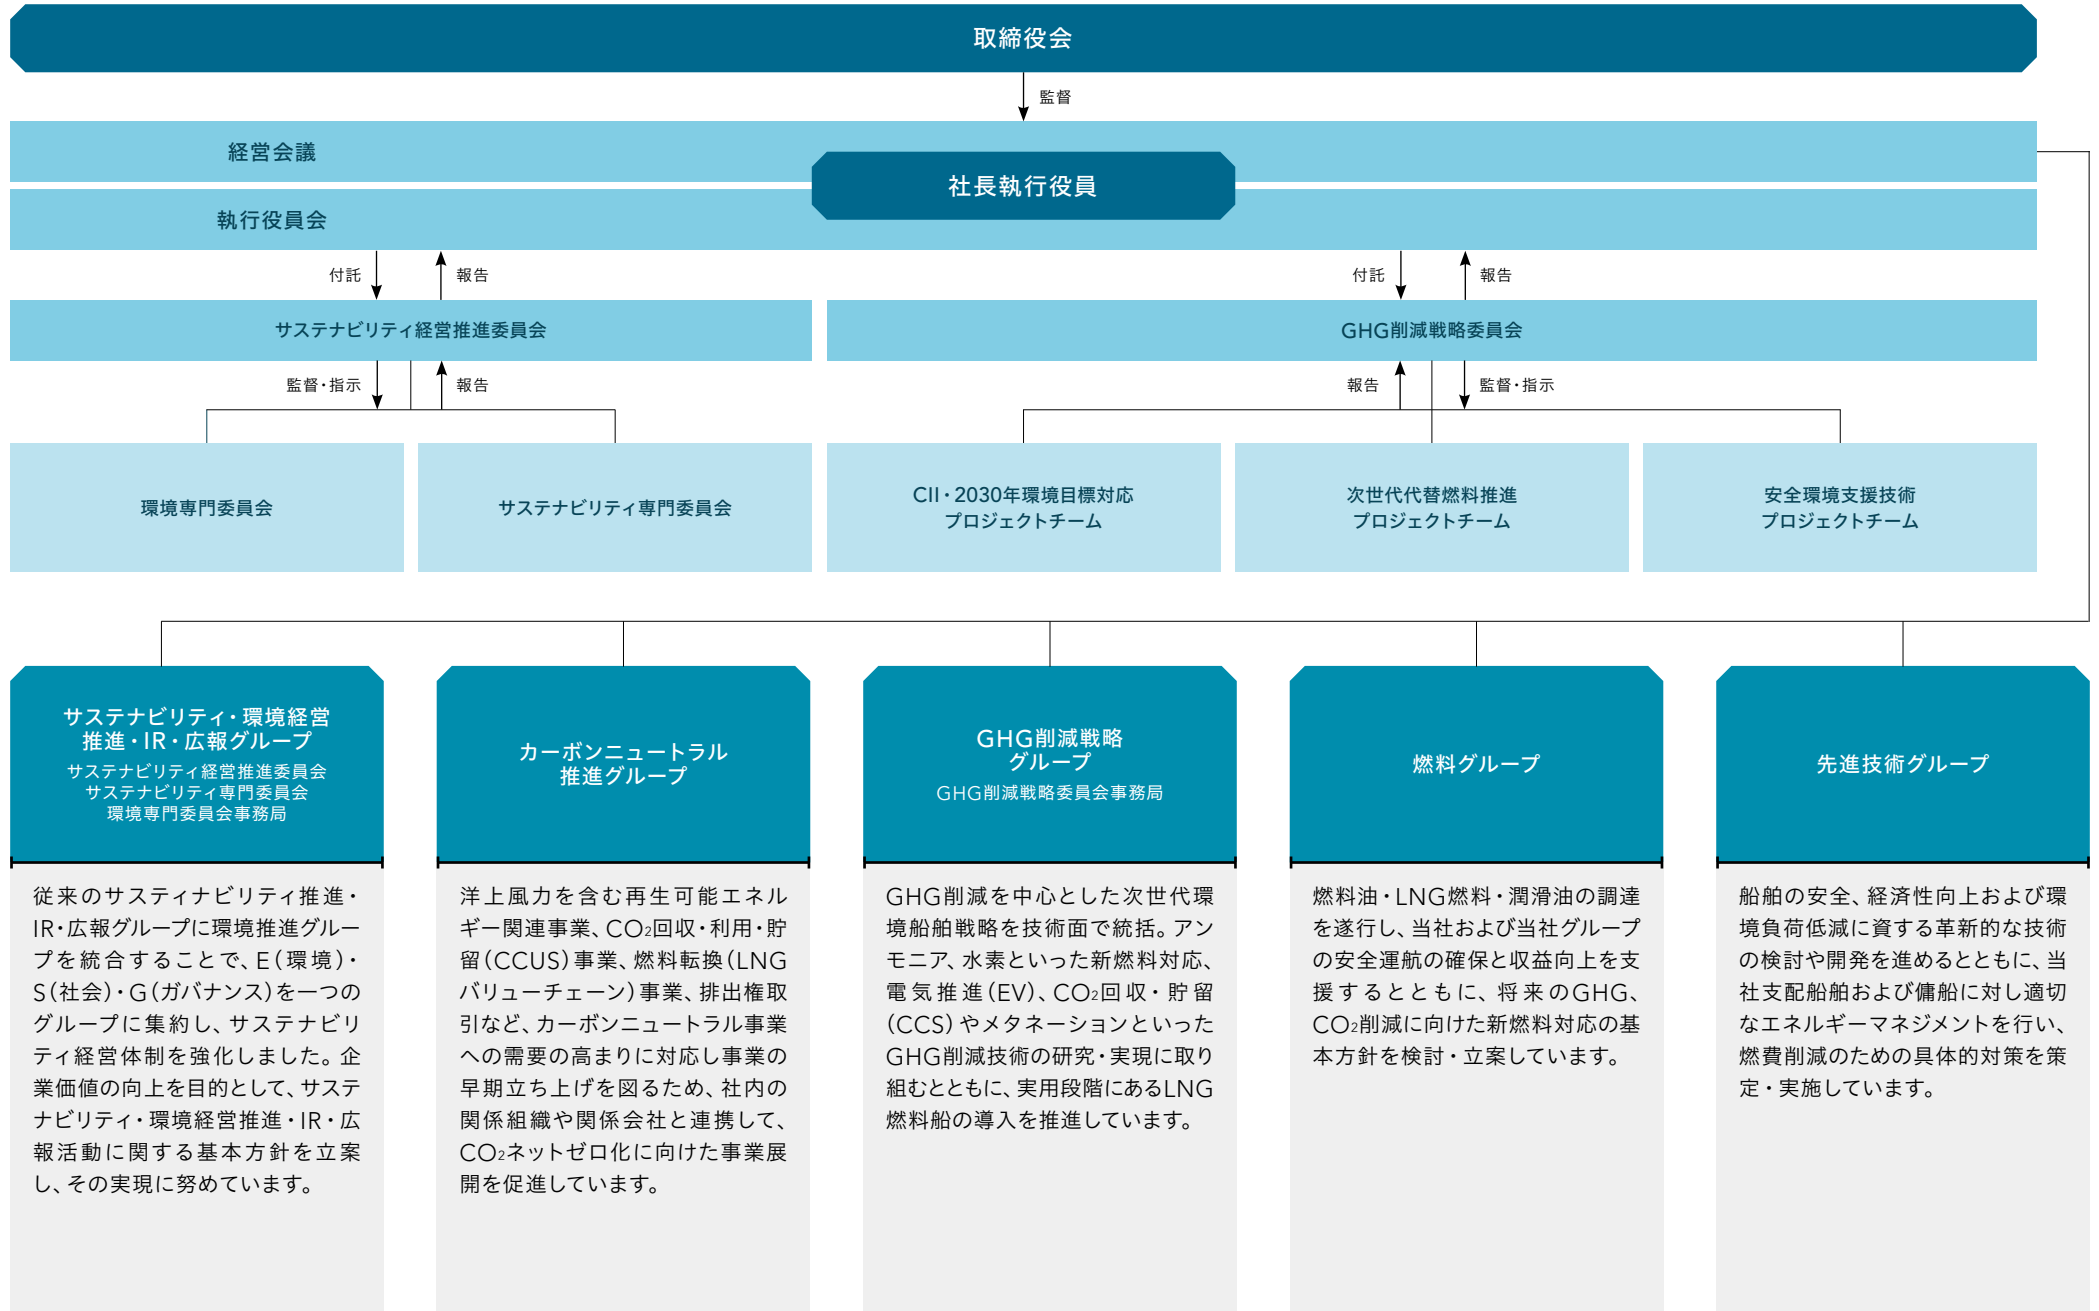 取締役会
監督
経営会議
社長執行役員
執行役員会
付託
報告
付託
報告
サステナビリティ経営推進委員会
GHG削減戦略委員会
監督・指示
報告
報告
監督・指示
環境専門委員会
サステナビリティ専門委員会
CII・2030年環境目標対応
プロジェクトチーム
次世代代替燃料推進
プロジェクトチーム
安全環境支援技術
プロジェクトチーム
サステナビリティ・環境経営
推進・IR・広報グループ
サステナビリティ経営推進委員会
サステナビリティ専門委員会
環境専門委員会事務局
従来のサスティナビリティ推進・
IR・広報グループに環境推進グルー
プを統合することで、E(環境)・
S(社会)・G(ガバナンス)を一つの
グループに集約し、サステナビリ
ティ経営体制を強化しました。企
業価値の向上を目的として、サステ
ナビリティ・環境経営推進・IR・広
報活動に関する基本方針を立案
し、その実現に努めています。
カーボンニュートラル
推進グループ
洋上風力を含む再生可能エネル
ギー関連事業、CO₂回収・利用・貯
留(CCUS)事業、燃料転換(LNG
バリューチェーン)事業、排出権取
引など、カーボンニュートラル事業
への需要の高まりに対応し事業の
早期立ち上げを図るため、社内の
関係組織や関係会社と連携して、
CO₂ネットゼロ化に向けた事業展
開を促進しています。
GHG削減戦略
グループ
GHG削減戦略委員会事務局
GHG削減を中心とした次世代環
境船舶戦略を技術面で統括。アン
モニア、水素といった新燃料対応、
電気推進(EV)、CO₂回収・貯留
(CCS)やメタネーションといった
GHG削減技術の研究・実現に取り
組むとともに、実用段階にあるLNG
燃料船の導入を推進しています。
燃料グループ
燃料油・LNG燃料・潤滑油の調達
を遂行し、当社および当社グループ
の安全運航の確保と収益向上を支
援するとともに、将来のGHG、
CO₂削減に向けた新燃料対応の基
本方針を検討・立案しています。
先進技術グループ
船舶の安全、経済性向上および環
境負荷低減に資する革新的な技術
の検討や開発を進めるとともに、当
社支配船舶および傭船に対し適切
なエネルギーマネジメントを行い、
燃費削減のための具体的対策を策
定・実施しています。